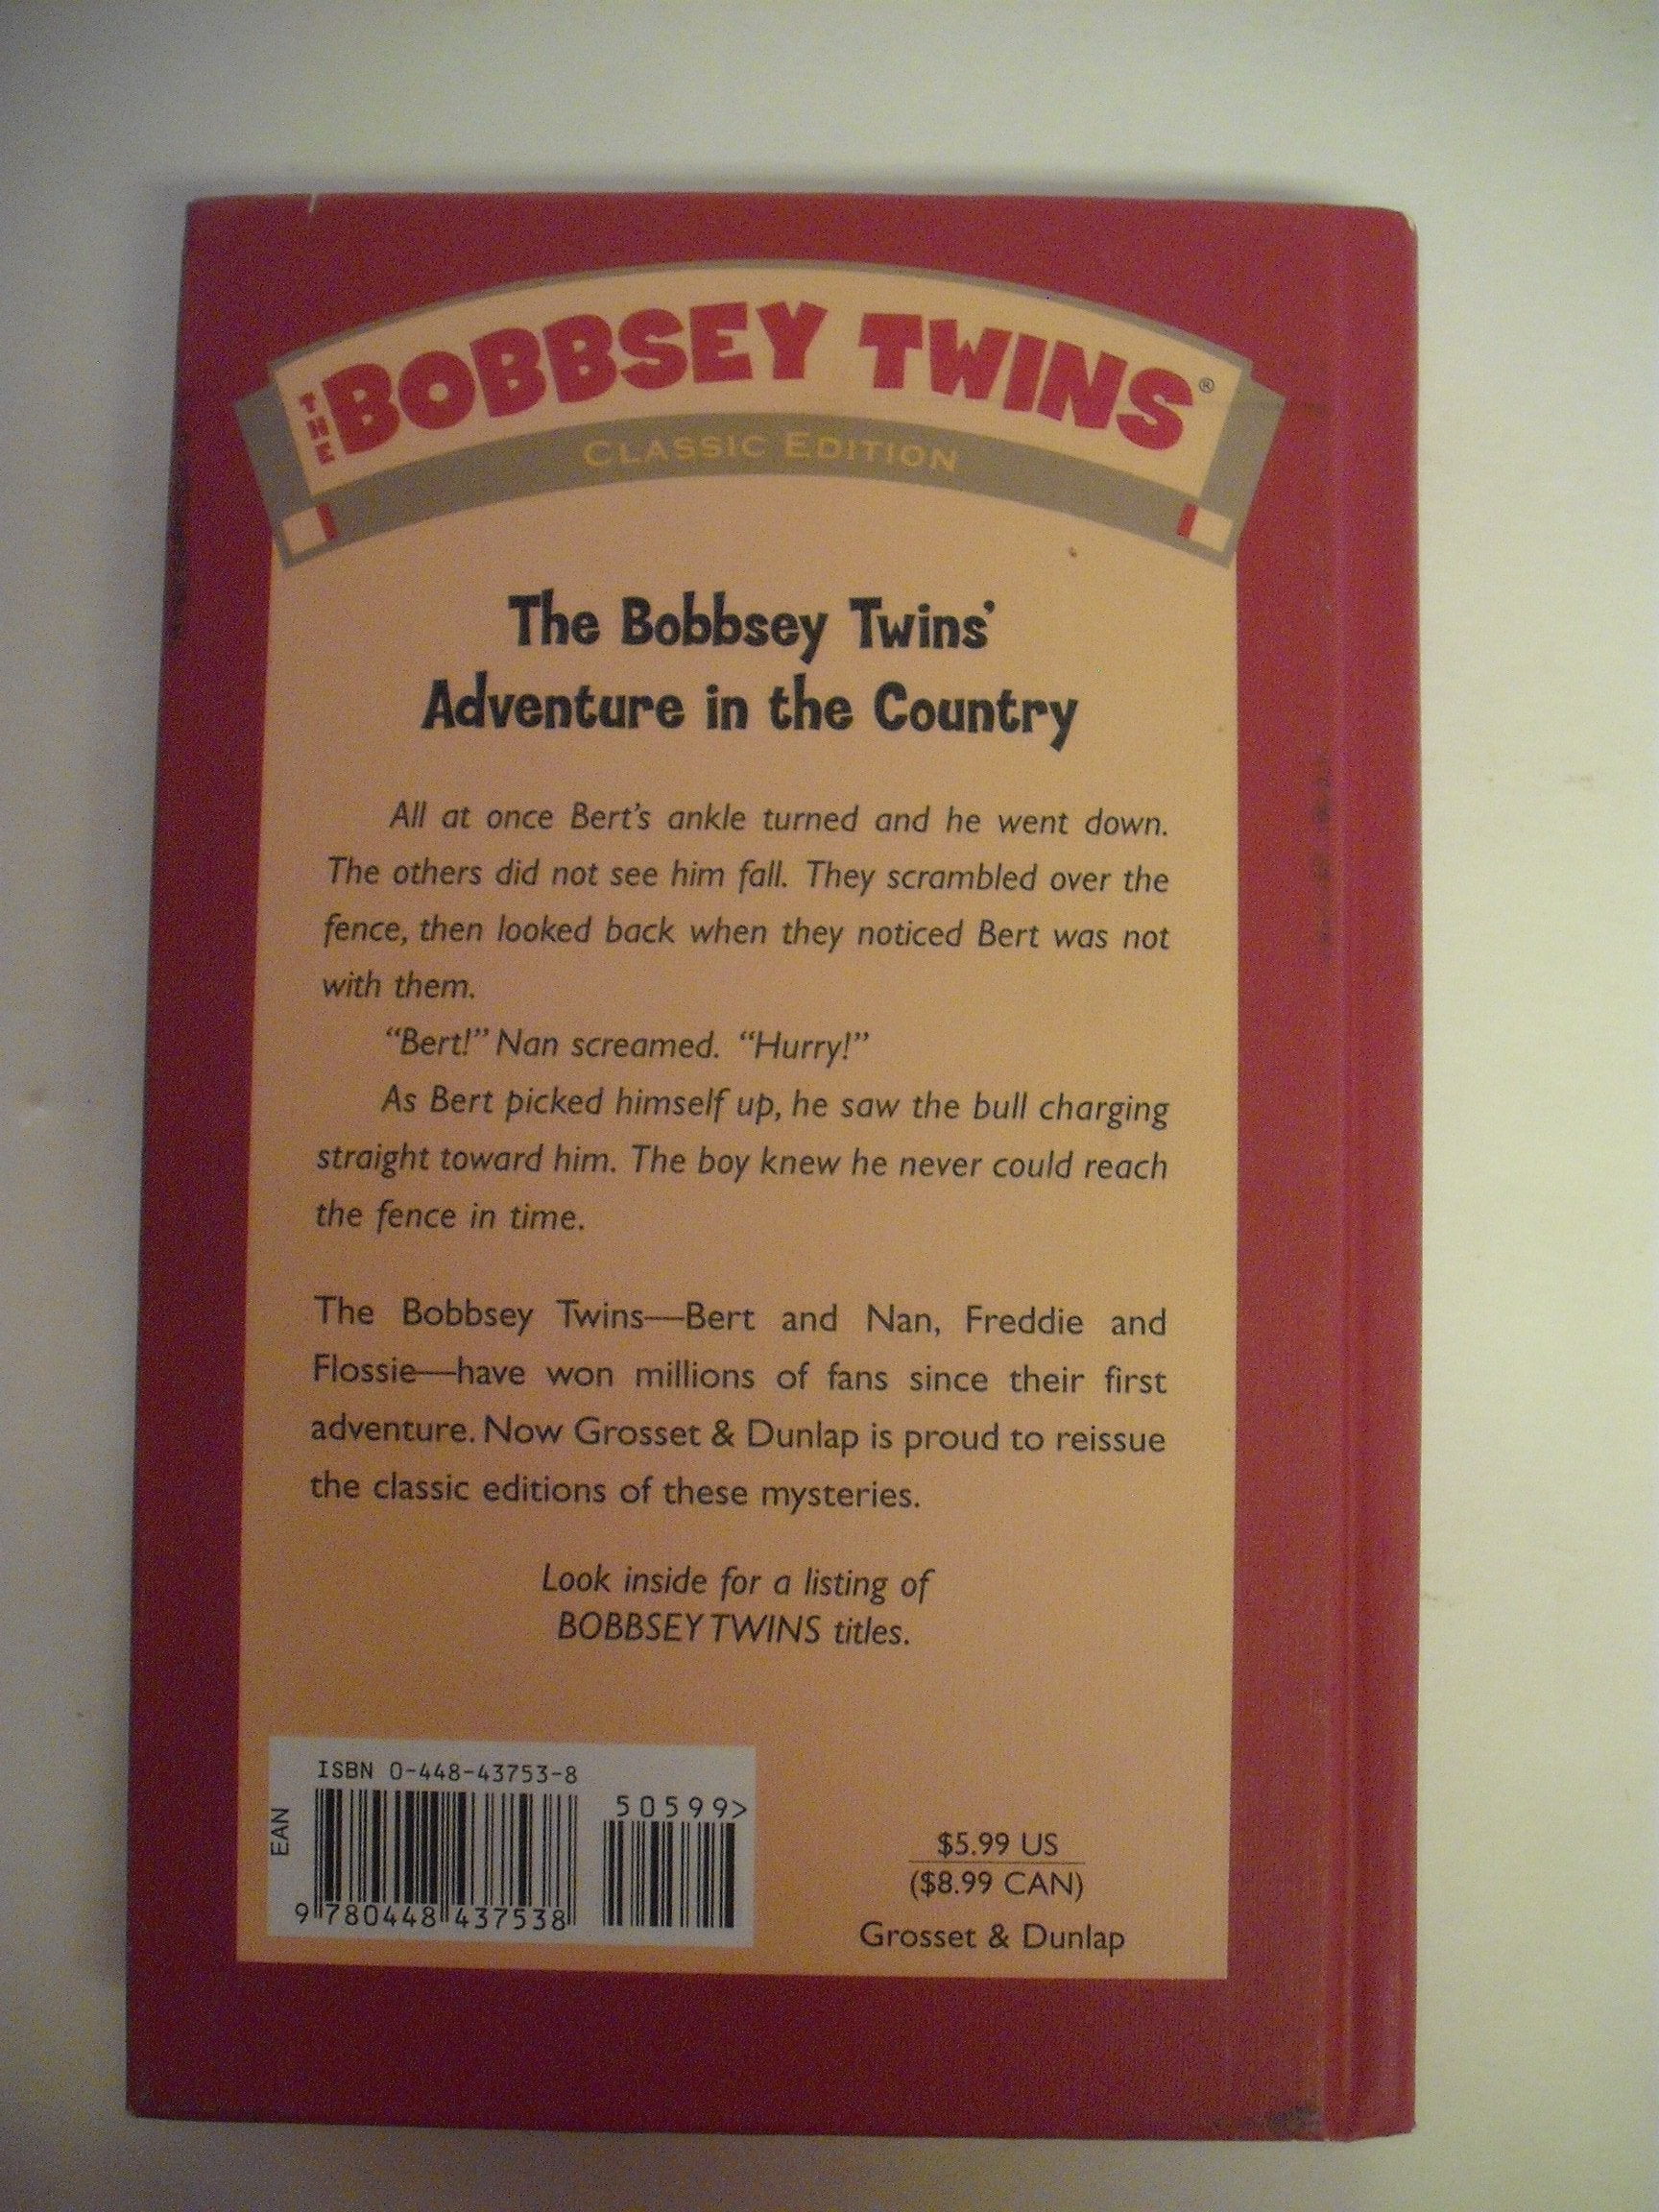 THE BOBBSEY TWINS®
CLASSIC EDITION
The Bobbsey Twins'
Adventure in the Country
All at once Bert's ankle turned and he went down.
The others did not see him fall. They scrambled over the
fence, then looked back when they noticed Bert was not
with them.
“Bert!” Nan screamed. “Hurry!”
As Bert picked himself up, he saw the bull charging
straight toward him. The boy knew he never could reach
the fence in time.
The Bobbsey Twins—Bert and Nan, Freddie and
Flossie—have won millions of fans since their first
adventure. Now Grosset & Dunlap is proud to reissue
the classic editions of these mysteries.
Look inside for a listing of
BOBBSEY TWINS titles.
ISBN 0-448-43753-8
50599>
EAN
9 780448 437538
$5.99 US
($8.99 CAN)
Grosset & Dunlap